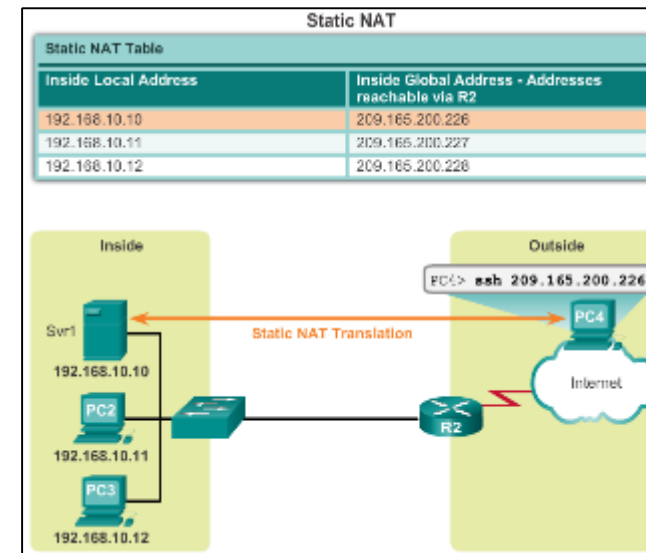 Static NAT
Static NAT Table
Inside Local Address
Inside Global Address - Addresses
reachable via R2
192.168.10.10
209.165.200.226
192.168.10.11
209.165.200.227
192.168.10.12
209.165.200.228
Inside
Outside
PC4> ssh 209.165.200.226
Svr1
Static NAT Translation
PC4
192.168.10.10
Internet
PC2
R2
192.168.10.11
PC3
192.168.10.12